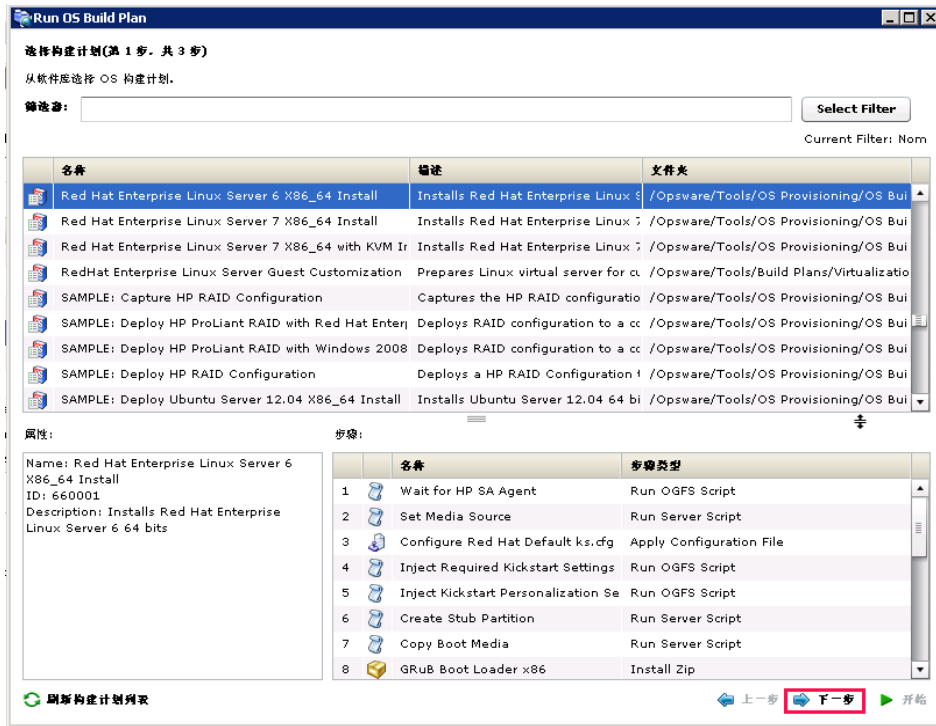 Run OS Build Plan
选择构建计划(第 1 步，共 3 步)
从软件库选择 OS 构建计划.
筛选器: Select Filter
Current Filter: Nom
名称 描述 文件夹
Red Hat Enterprise Linux Server 6 X86_64 Install Installs Red Hat Enterprise Linux /Opsware/Tools/OS Provisioning/OS Bui
Red Hat Enterprise Linux Server 7 X86_64 Install Installs Red Hat Enterprise Linux 7 /Opsware/Tools/OS Provisioning/OS Bui
Red Hat Enterprise Linux Server 7 X86_64 with KVM Ir Installs Red Hat Enterprise Linux 7 /Opsware/Tools/OS Provisioning/OS Bui
RedHat Enterprise Linux Server Guest Customization Prepares Linux virtual server for cu /Opsware/Tools/Build Plans/Virtualizatio
SAMPLE: Capture HP RAID Configuration Captures the HP RAID configuratio /Opsware/Tools/OS Provisioning/OS Bui
SAMPLE: Deploy HP ProLiant RAID with Red Hat Enterp Deploys RAID configuration to a cc /Opsware/Tools/OS Provisioning/OS Bui
SAMPLE: Deploy HP ProLiant RAID with Windows 2008 Deploys RAID configuration to a cc /Opsware/Tools/OS Provisioning/OS Bui
SAMPLE: Deploy HP RAID Configuration Deploys a HP RAID Configuration t /Opsware/Tools/OS Provisioning/OS Bui
SAMPLE: Deploy Ubuntu Server 12.04 X86_64 Install Installs Ubuntu Server 12.04 64 bi /Opsware/Tools/OS Provisioning/OS Bui
属性:
Name: Red Hat Enterprise Linux Server 6
X86_64 Install
ID: 660001
Description: Installs Red Hat Enterprise
Linux Server 6 64 bits
步骤:
名称 步骤类型
1 Wait for HP SA Agent Run OGFS Script
2 Set Media Source Run Server Script
3 Configure Red Hat Default ks.cfg Apply Configuration File
4 Inject Required Kickstart Settings Run OGFS Script
5 Inject Kickstart Personalization Se Run OGFS Script
6 Create Stub Partition Run Server Script
7 Copy Boot Media Run Server Script
8 GRuB Boot Loader x86 Install Zip
刷新构建计划列表 上一步 下一步 开始